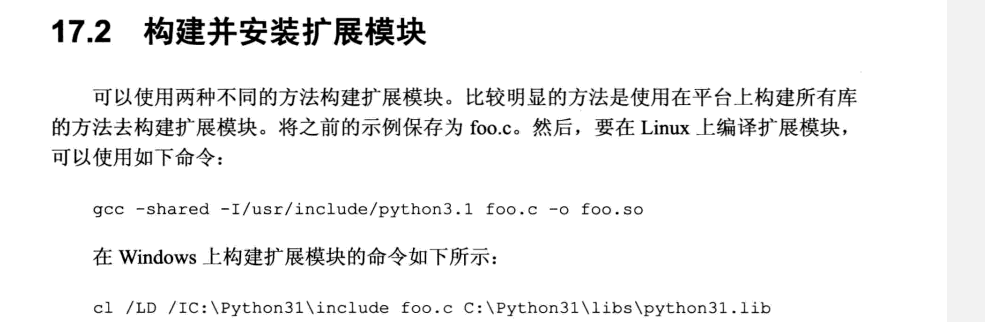 17.2 构建并安装扩展模块
可以使用两种不同的方法构建扩展模块。比较明显的方法是使用在平台上构建所有库
的方法去构建扩展模块。将之前的示例保存为 foo.c。然后，要在 Linux 上编译扩展模块，
可以使用如下命令：
gcc -shared -I/usr/include/python3.1 foo.c -o foo.so
在 Windows 上构建扩展模块的命令如下所示：
cl /LD /IC:\Python31\include foo.c C:\Python31\libs\python31.lib